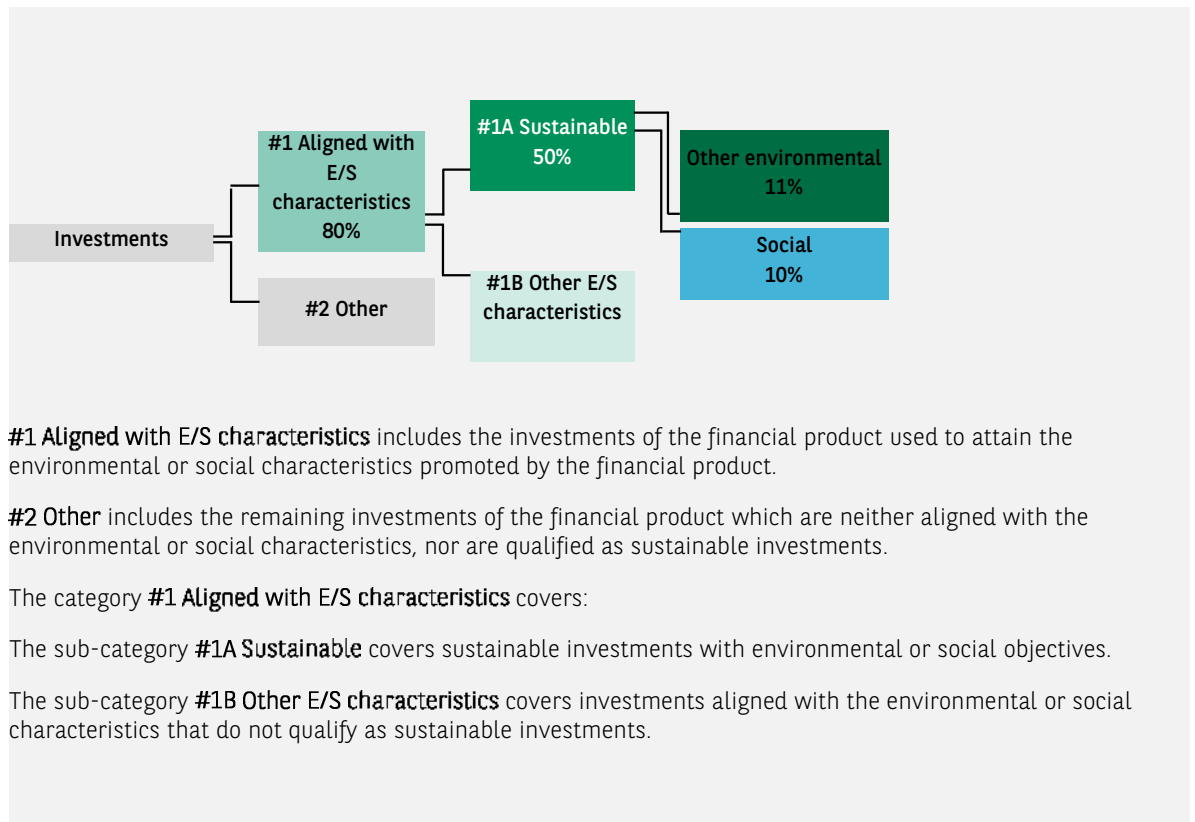 Investments
#1 Aligned with
E/S
characteristics
80%
#2 Other
#1A Sustainable
50%
#1B Other E/S
characteristics
Other environmental
11%
Social
10%
#1 Aligned with E/S characteristics includes the investments of the financial product used to attain the
environmental or social characteristics promoted by the financial product.
#2 Other includes the remaining investments of the financial product which are neither aligned with the
environmental or social characteristics, nor are qualified as sustainable investments.
The category #1 Aligned with E/S characteristics covers:
The sub-category #1A Sustainable covers sustainable investments with environmental or social objectives.
The sub-category #1B Other E/S characteristics covers investments aligned with the environmental or social
characteristics that do not qualify as sustainable investments.